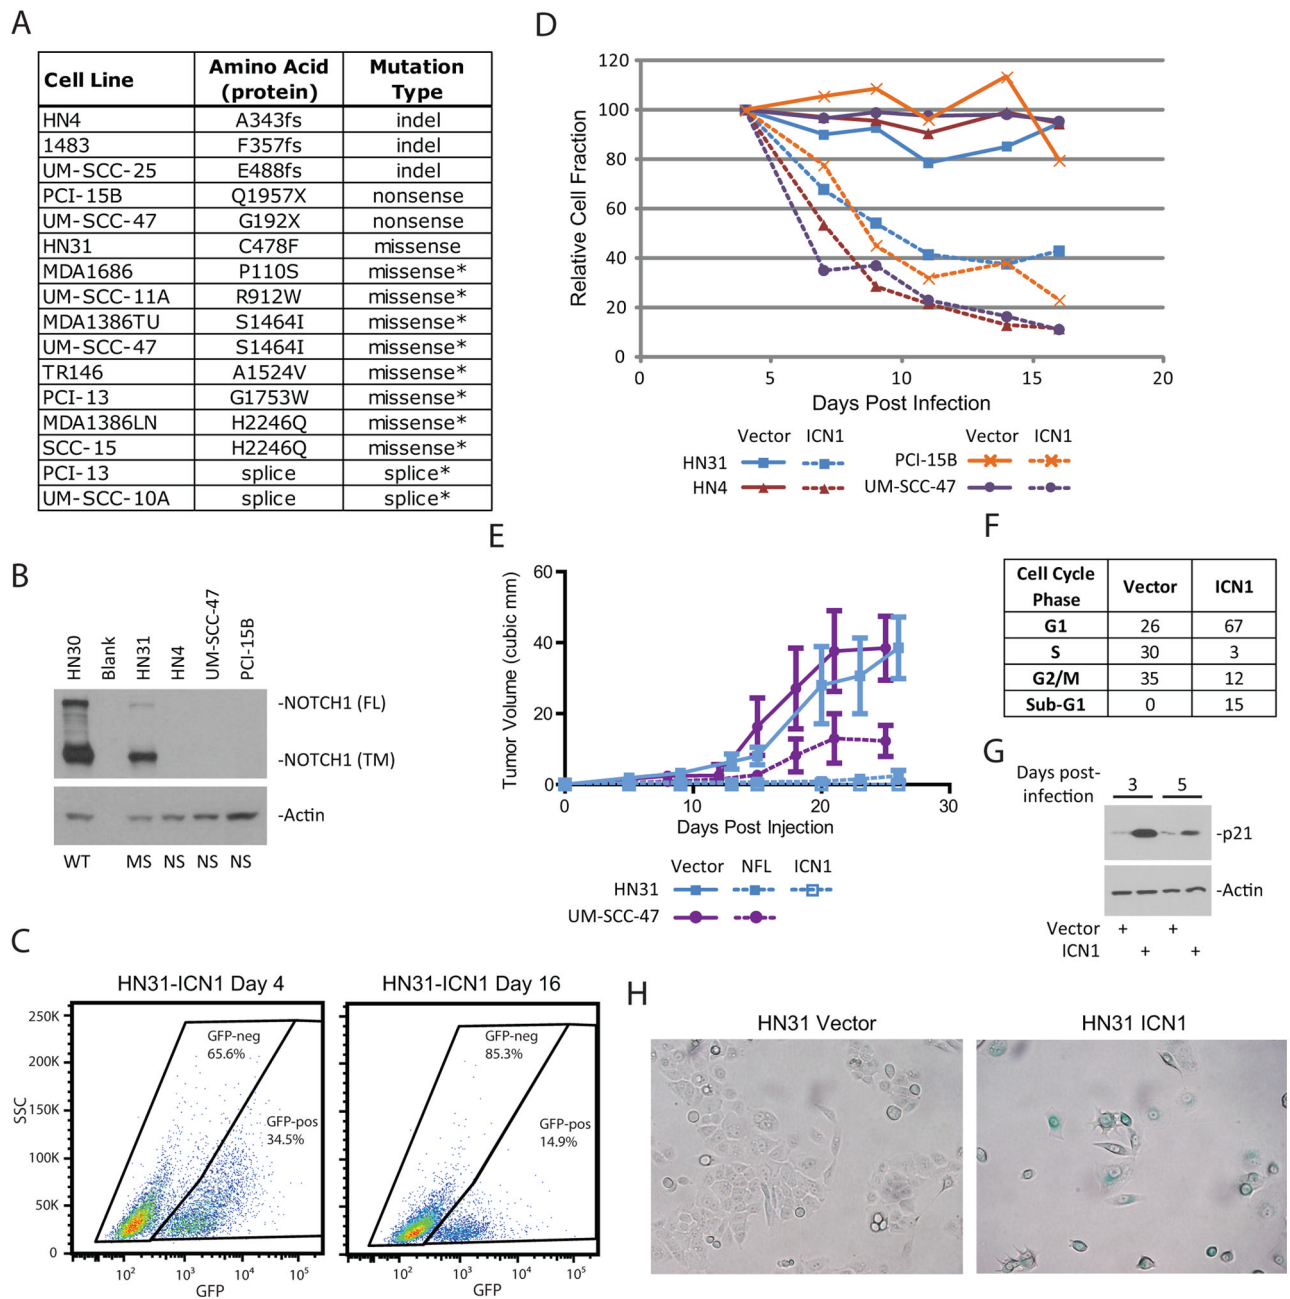 A
Cell Line Amino Acid (protein) Mutation Type
HN4 A343fs indel
1483 F357fs indel
UM-SCC-25 E488fs indel
PCI-15B Q1957X nonsense
UM-SCC-47 G192X nonsense
HN31 C478F missense
MDA1686 P110S missense*
UM-SCC-11A R912W missense*
MDA1386TU S1464I missense*
UM-SCC-47 S1464I missense*
TR146 A1524V missense*
PCI-13 G1753W missense*
MDA1386LN H2246Q missense*
SCC-15 H2246Q missense*
PCI-13 splice splice*
UM-SCC-10A splice splice*
B
HN30 Blank HN31 HN4 UM-SCC-47 PCI-15B
-NOTCH1 (FL)
-NOTCH1 (TM)
-Actin
WT MS NS NS NS
C
HN31-ICN1 Day 4
HN31-ICN1 Day 16
250K
200K
150K
100K
50K
0
SSC
GFP-neg
65.6%
GFP-pos
34.5%
GFP-neg
85.3%
GFP-pos
14.9%
10² 10³ 10⁴ 10⁵
10² 10³ 10⁴ 10⁵
GFP
GFP
D
Relative Cell Fraction
120
100
80
60
40
20
0
0 5 10 15 20
Days Post Infection
Vector ICN1 Vector ICN1
HN31 PCI-15B
HN4 UM-SCC-47
E
Tumor Volume (cubic mm)
60
40
20
0
0 10 20 30
Days Post Injection
Vector NFL ICN1
HN31
UM-SCC-47
F
Cell Cycle Phase Vector ICN1
G1 26 67
S 30 3
G2/M 35 12
Sub-G1 0 15
G
Days post-
infection
3 5
-p21
-Actin
Vector + +
ICN1 + +
H
HN31 Vector
HN31 ICN1